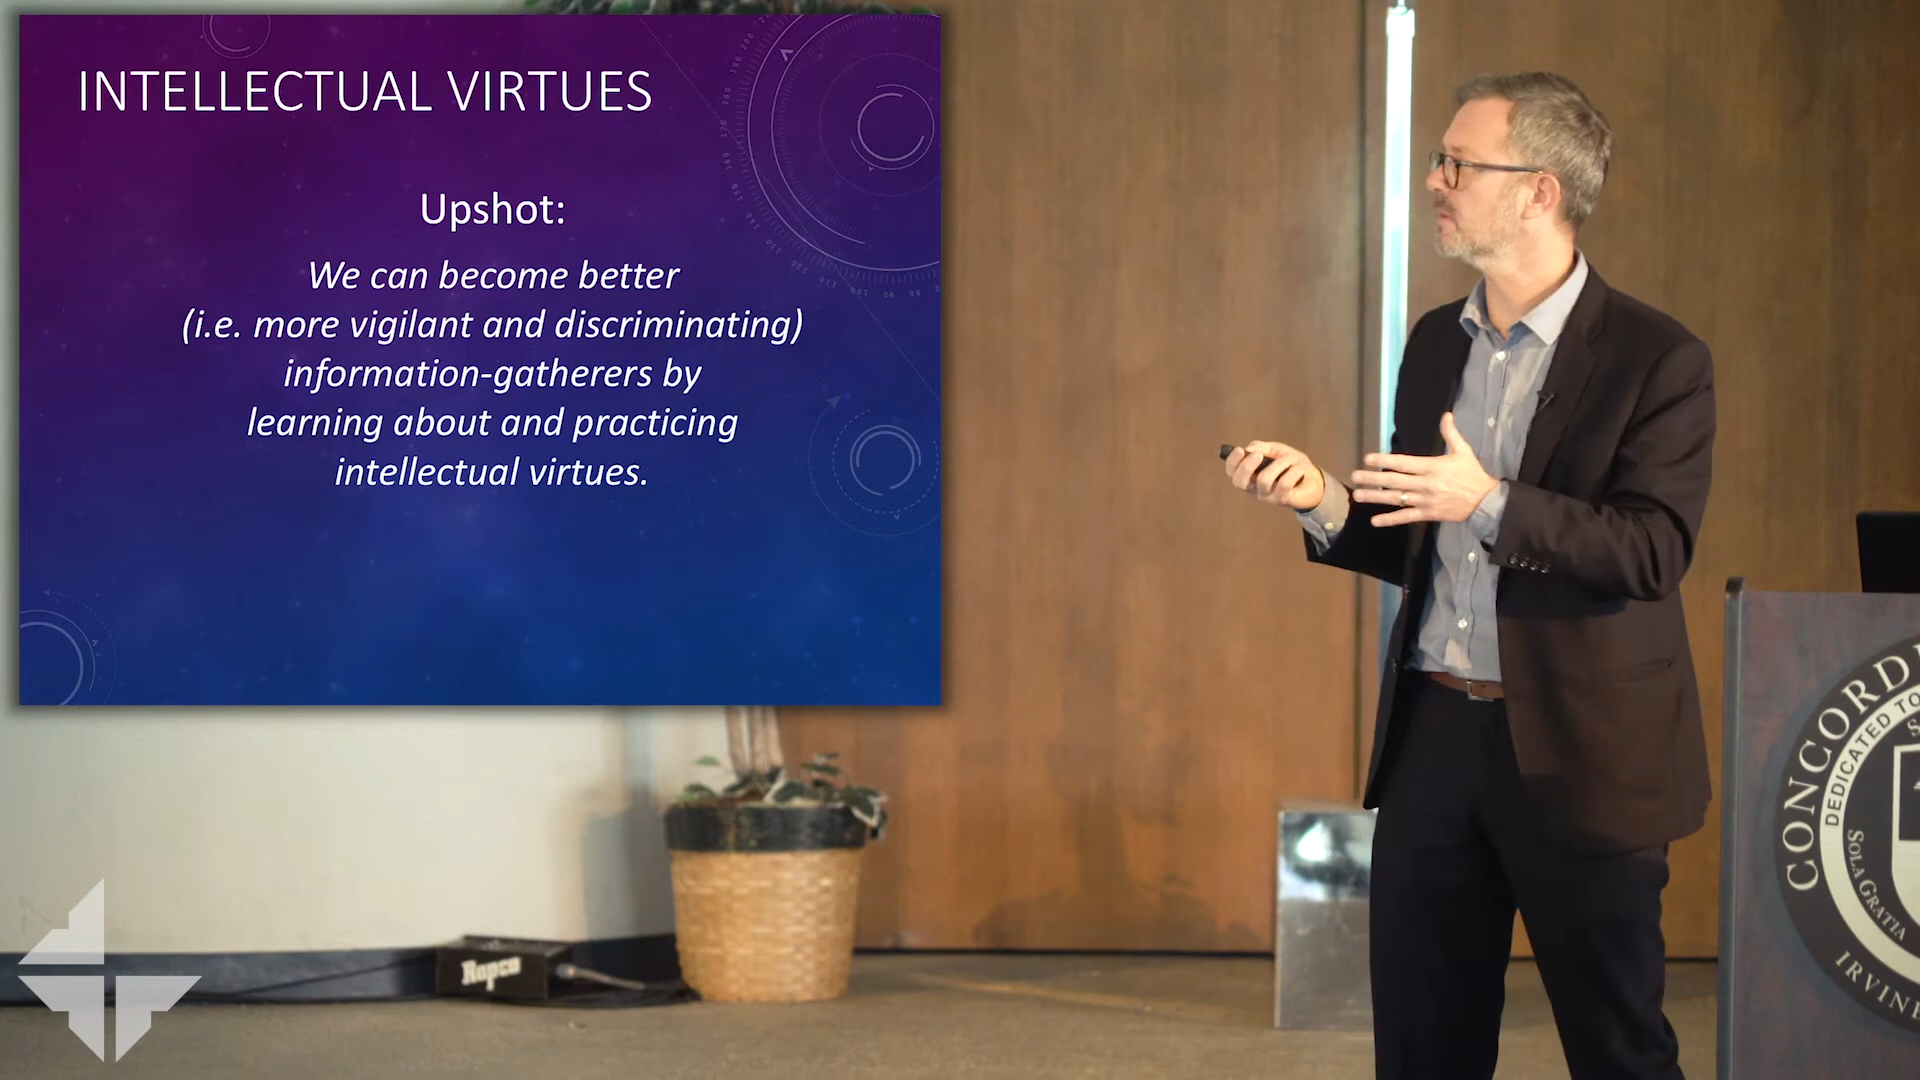 INTELLECTUAL VIRTUES
Upshot:
We can become better
(i.e. more vigilant and discriminating)
information-gatherers by
learning about and practicing
intellectual virtues.
Rapco
CONCORD
DEDICATED TO
SOLA GRATIA
IRVINE